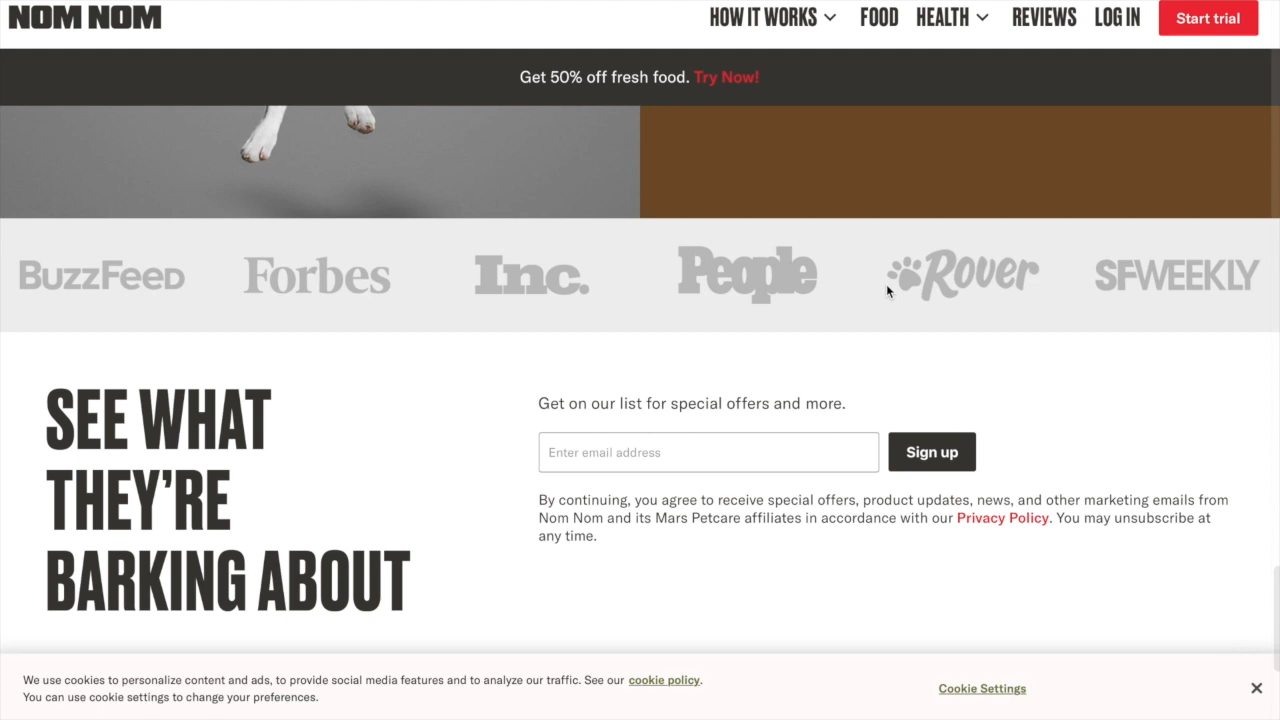 NOM NOM
HOW IT WORKS FOOD HEALTH REVIEWS LOG IN Start trial
Get 50% off fresh food. Try Now!
BuzzFeed Forbes Inc. People Rover SFWEEKLY
SEE WHAT
THEY'RE
BARKING ABOUT
Get on our list for special offers and more.
Enter email address Sign up
By continuing, you agree to receive special offers, product updates, news, and other marketing emails from
Nom Nom and its Mars Petcare affiliates in accordance with our Privacy Policy. You may unsubscribe at
any time.
We use cookies to personalize content and ads, to provide social media features and to analyze our traffic. See our cookie policy.
You can use cookie settings to change your preferences.
Cookie Settings